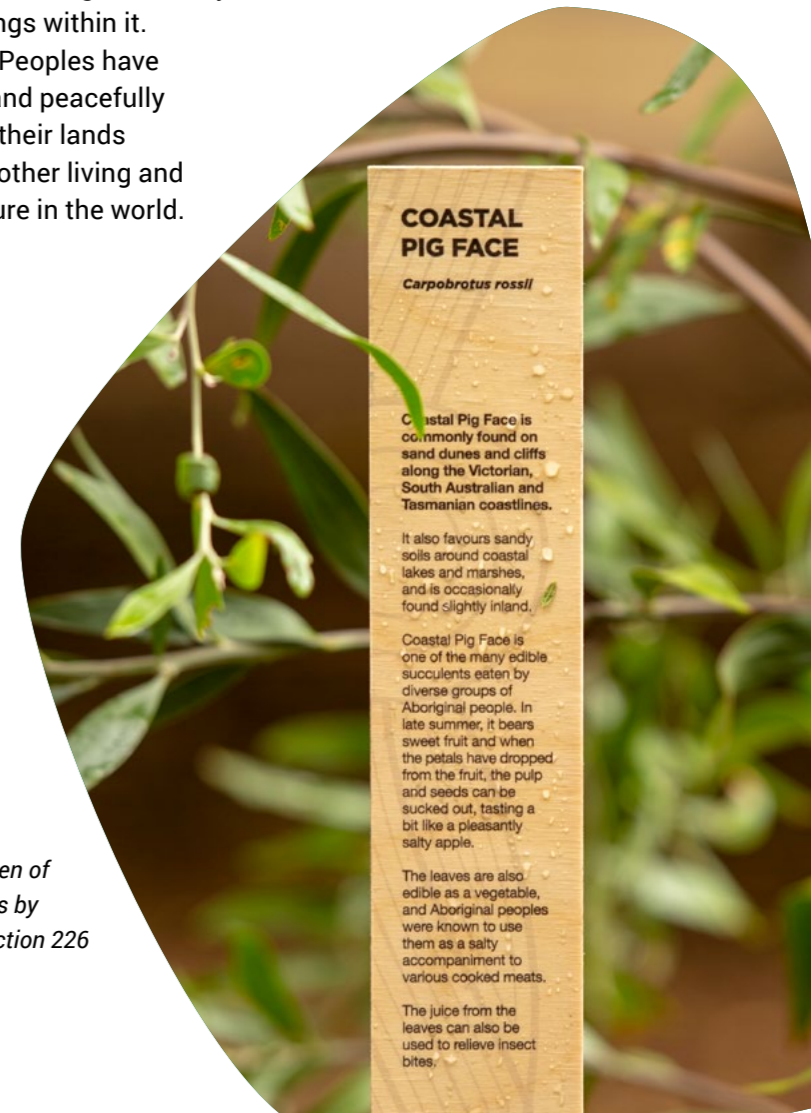 ngs within it.
Peoples have
nd peacefully
their lands
other living and
ure in the world.
COASTAL
PIG FACE
Carpobrotus rossii
Coastal Pig Face is
commonly found on
sand dunes and cliffs
along the Victorian,
South Australian and
Tasmanian coastlines.
It also favours sandy
soils around coastal
lakes and marshes,
and is occasionally
found slightly inland.
Coastal Pig Face is
one of the many edible
succulents eaten by
diverse groups of
Aboriginal people. In
late summer, it bears
sweet fruit and when
the petals have dropped
from the fruit, the pulp
and seeds can be
sucked out, tasting a
bit like a pleasantly
salty apple.
The leaves are also
edible as a vegetable,
and Aboriginal peoples
were known to use
them as a salty
accompaniment to
various cooked meats.
The juice from the
leaves can also be
used to relieve insect
bites.
en of
s by
ction 226